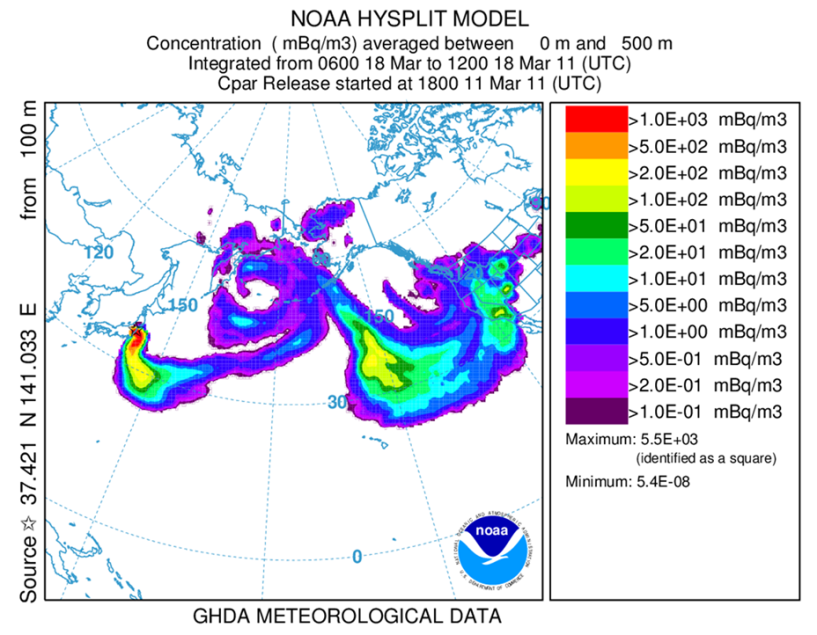 NOAA HYSPLIT MODEL
Concentration ( mBq/m3) averaged between 0 m and 500 m
Integrated from 0600 18 Mar to 1200 18 Mar 11 (UTC)
Cpar Release started at 1800 11 Mar 11 (UTC)
Source ☆ 37.421 N 141.033 E from 100 m
120
150
150
30
0
noaa
>1.0E+03 mBq/m3
>5.0E+02 mBq/m3
>2.0E+02 mBq/m3
>1.0E+02 mBq/m3
>5.0E+01 mBq/m3
>2.0E+01 mBq/m3
>1.0E+01 mBq/m3
>5.0E+00 mBq/m3
>1.0E+00 mBq/m3
>5.0E-01 mBq/m3
>2.0E-01 mBq/m3
>1.0E-01 mBq/m3
Maximum: 5.5E+03
(identified as a square)
Minimum: 5.4E-08
GHDA METEOROLOGICAL DATA